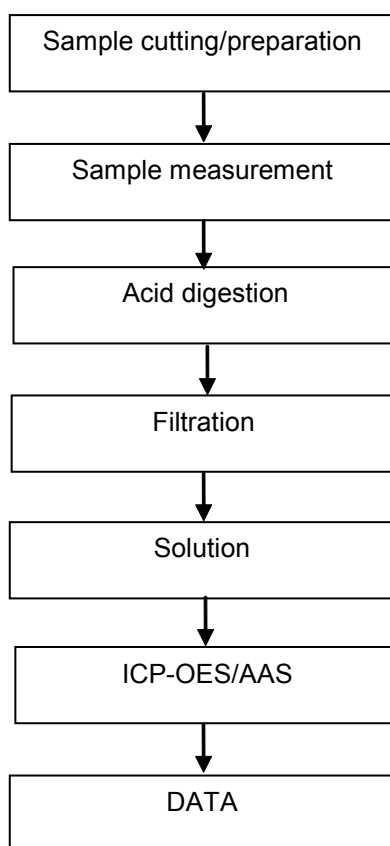 Sample cutting/preparation
Sample measurement
Acid digestion
Filtration
Solution
ICP-OES/AAS
DATA